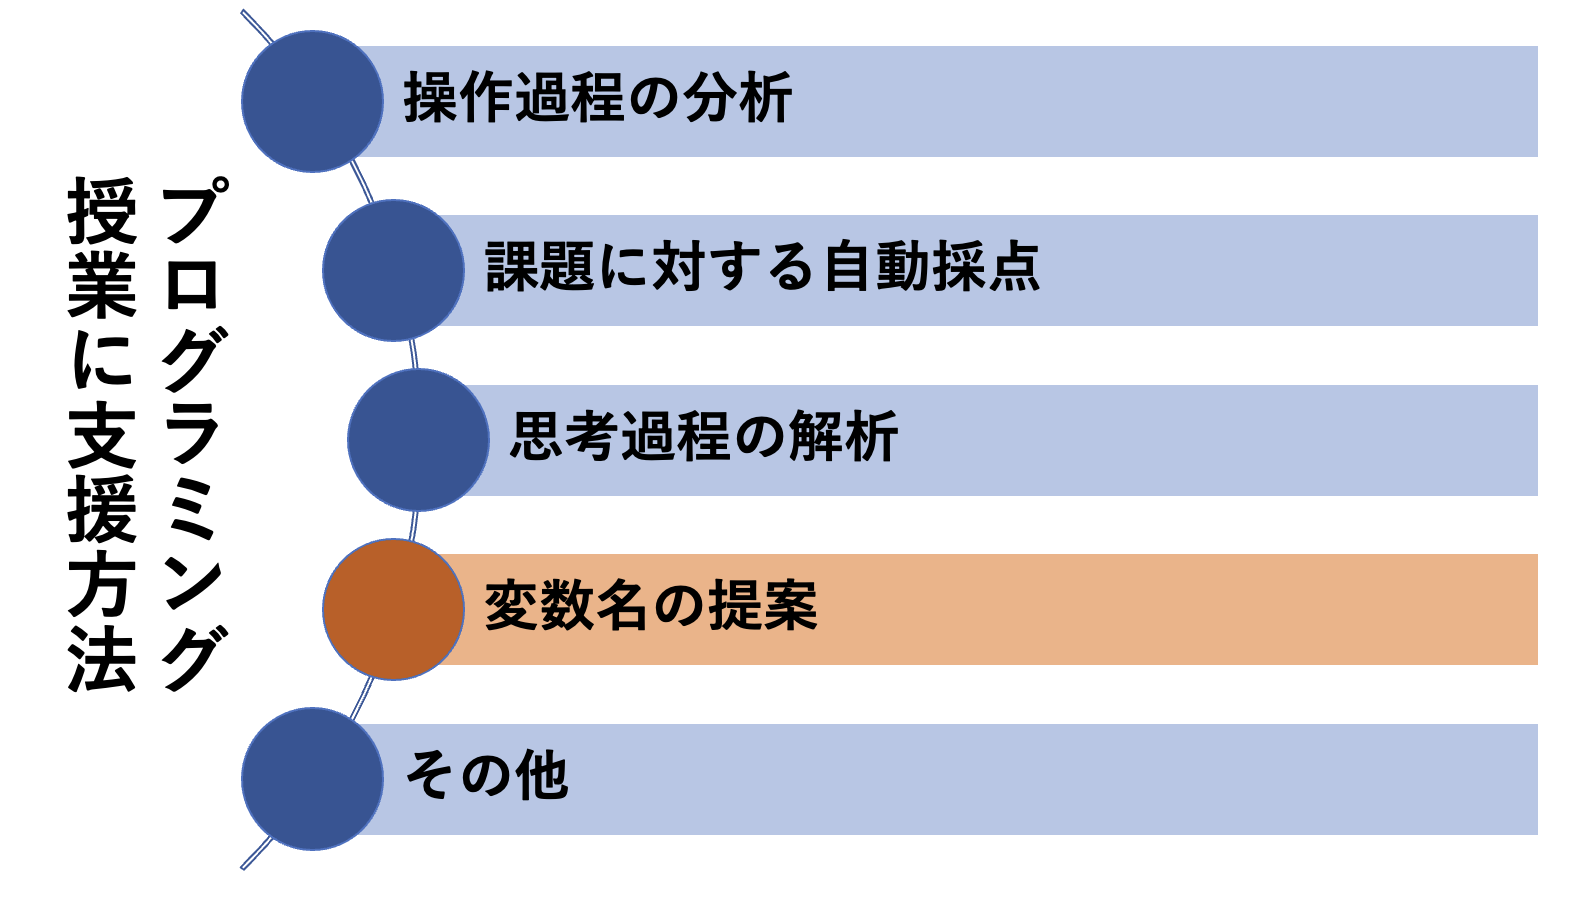 プログラミング
授業に支援方法
操作過程の分析
課題に対する自動採点
思考過程の解析
変数名の提案
その他